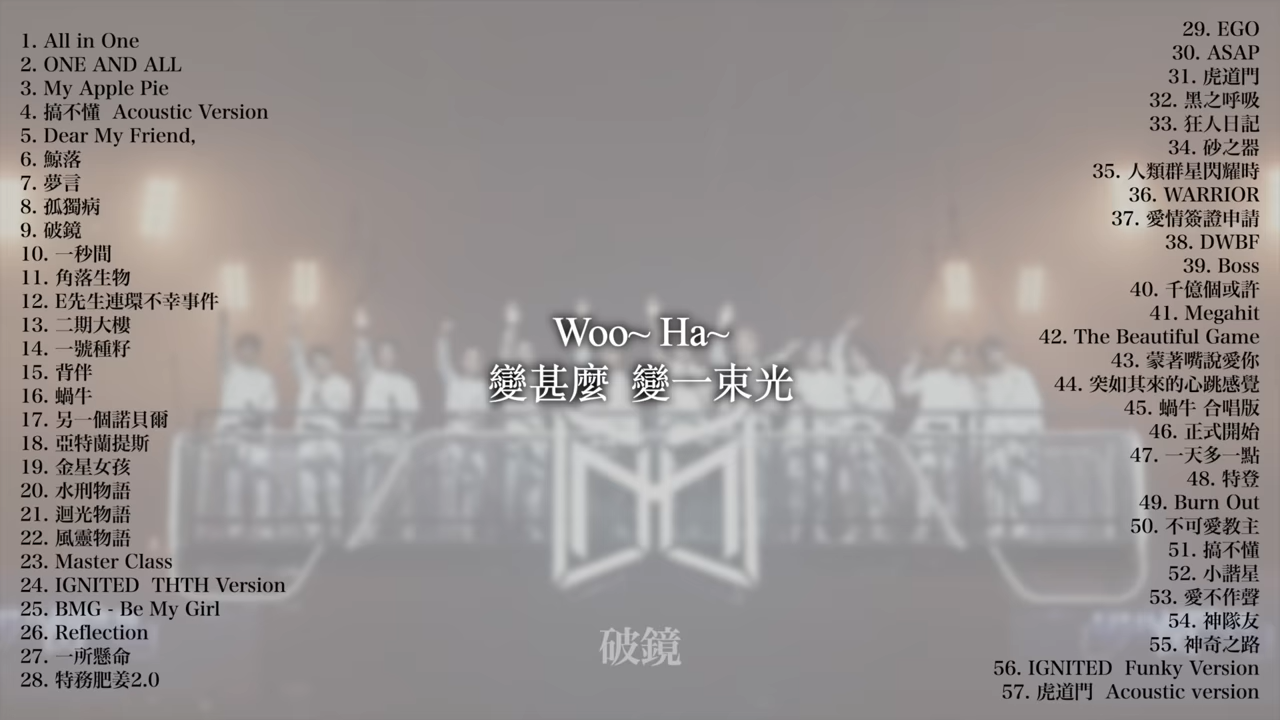 1. All in One
2. ONE AND ALL
3. My Apple Pie
4. 搞不懂 Acoustic Version
5. Dear My Friend,
6. 鯨落
7. 夢言
8. 孤獨病
9. 破鏡
10. 一秒間
11. 角落生物
12. E先生連環不幸事件
13. 二期大樓
14. 一號種籽
15. 背伴
16. 蝸牛
17. 另一個諾貝爾
18. 亞特蘭提斯
19. 金星女孩
20. 水刑物語
21. 迴光物語
22. 風靈物語
23. Master Class
24. IGNITED THTH Version
25. BMG - Be My Girl
26. Reflection
27. 一所懸命
28. 特務肥姜2.0
Woo~ Ha~
變甚麼 變一束光
破鏡
29. EGO
30. ASAP
31. 虎道門
32. 黑之呼吸
33. 狂人日記
34. 砂之器
35. 人類群星閃耀時
36. WARRIOR
37. 愛情簽證申請
38. DWBF
39. Boss
40. 千億個或許
41. Megahit
42. The Beautiful Game
43. 蒙著嘴說愛你
44. 突如其來的心跳感覺
45. 蝸牛 合唱版
46. 正式開始
47. 一天多一點
48. 特登
49. Burn Out
50. 不可愛教主
51. 搞不懂
52. 小諧星
53. 愛不作聲
54. 神隊友
55. 神奇之路
56. IGNITED Funky Version
57. 虎道門 Acoustic version